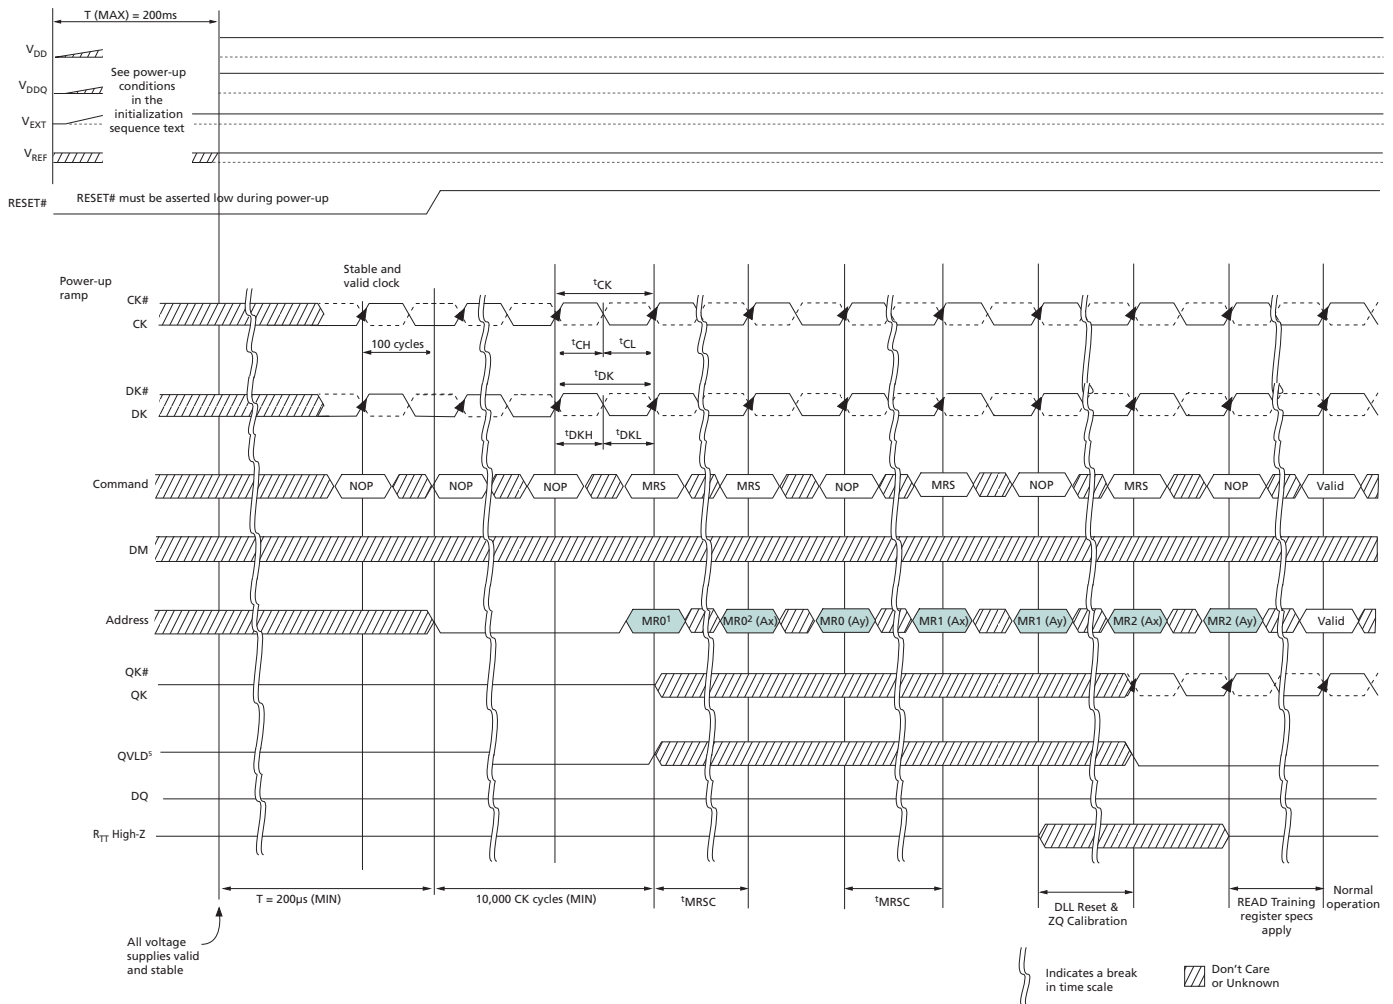 T (MAX) = 200ms
VDD
VDDQ
VEXT
VREF
See power-up
conditions
in the
initialization
sequence text
RESET#
RESET# must be asserted low during power-up
Power-up
ramp
Stable and
valid clock
CK#
CK
tCK
100 cycles
tCH
tCL
DK#
DK
tDK
tDKH
tDKL
Command
NOP
NOP
NOP
MRS
MRS
NOP
MRS
NOP
MRS
NOP
Valid
DM
Address
MR0¹
MR0² (Ax)
MR0 (Ay)
MR1 (Ax)
MR1 (Ay)
MR2 (Ax)
MR2 (Ay)
Valid
QK#
QK
QVLD⁵
DQ
RTT High-Z
T = 200µs (MIN)
10,000 CK cycles (MIN)
tMRSC
tMRSC
DLL Reset &
ZQ Calibration
READ Training
register specs
apply
Normal
operation
All voltage
supplies valid
and stable
Indicates a break
in time scale
Don't Care
or Unknown